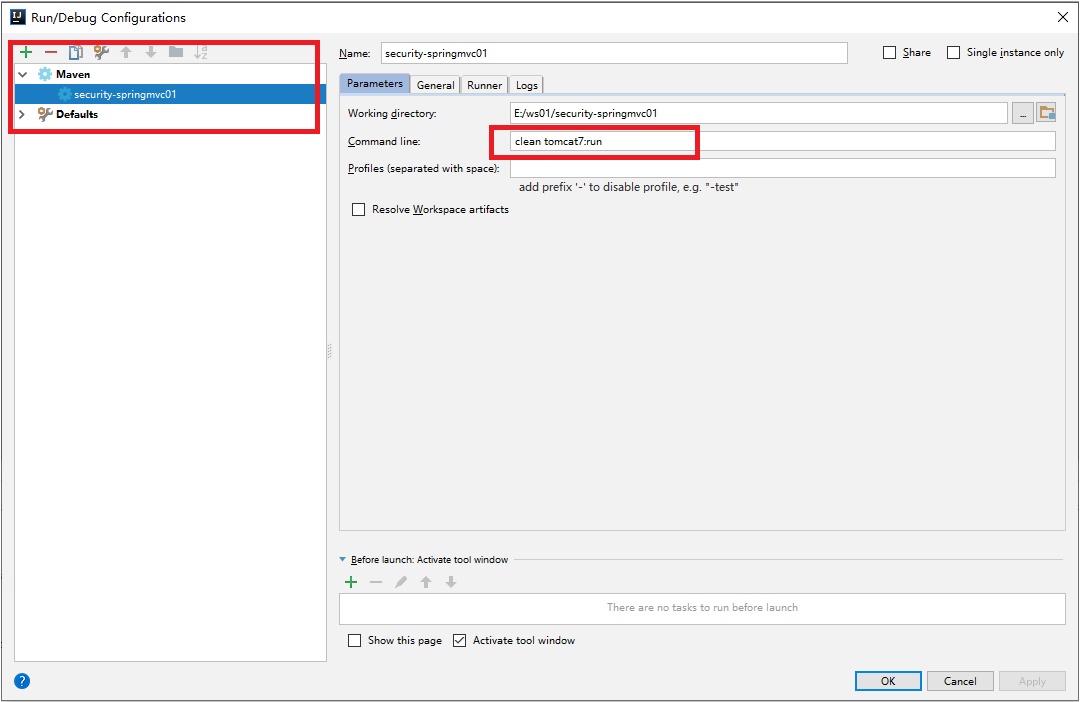 Run/Debug Configurations
Maven
security-springmvc01
Defaults
Name: security-springmvc01
Share
Single instance only
Parameters General Runner Logs
Working directory: E:/ws01/security-springmvc01 ...
Command line: clean tomcat7:run
Profiles (separated with space):
add prefix '-' to disable profile, e.g. "-test"
Resolve Workspace artifacts
Before launch: Activate tool window
There are no tasks to run before launch
Show this page Activate tool window
? OK Cancel Apply